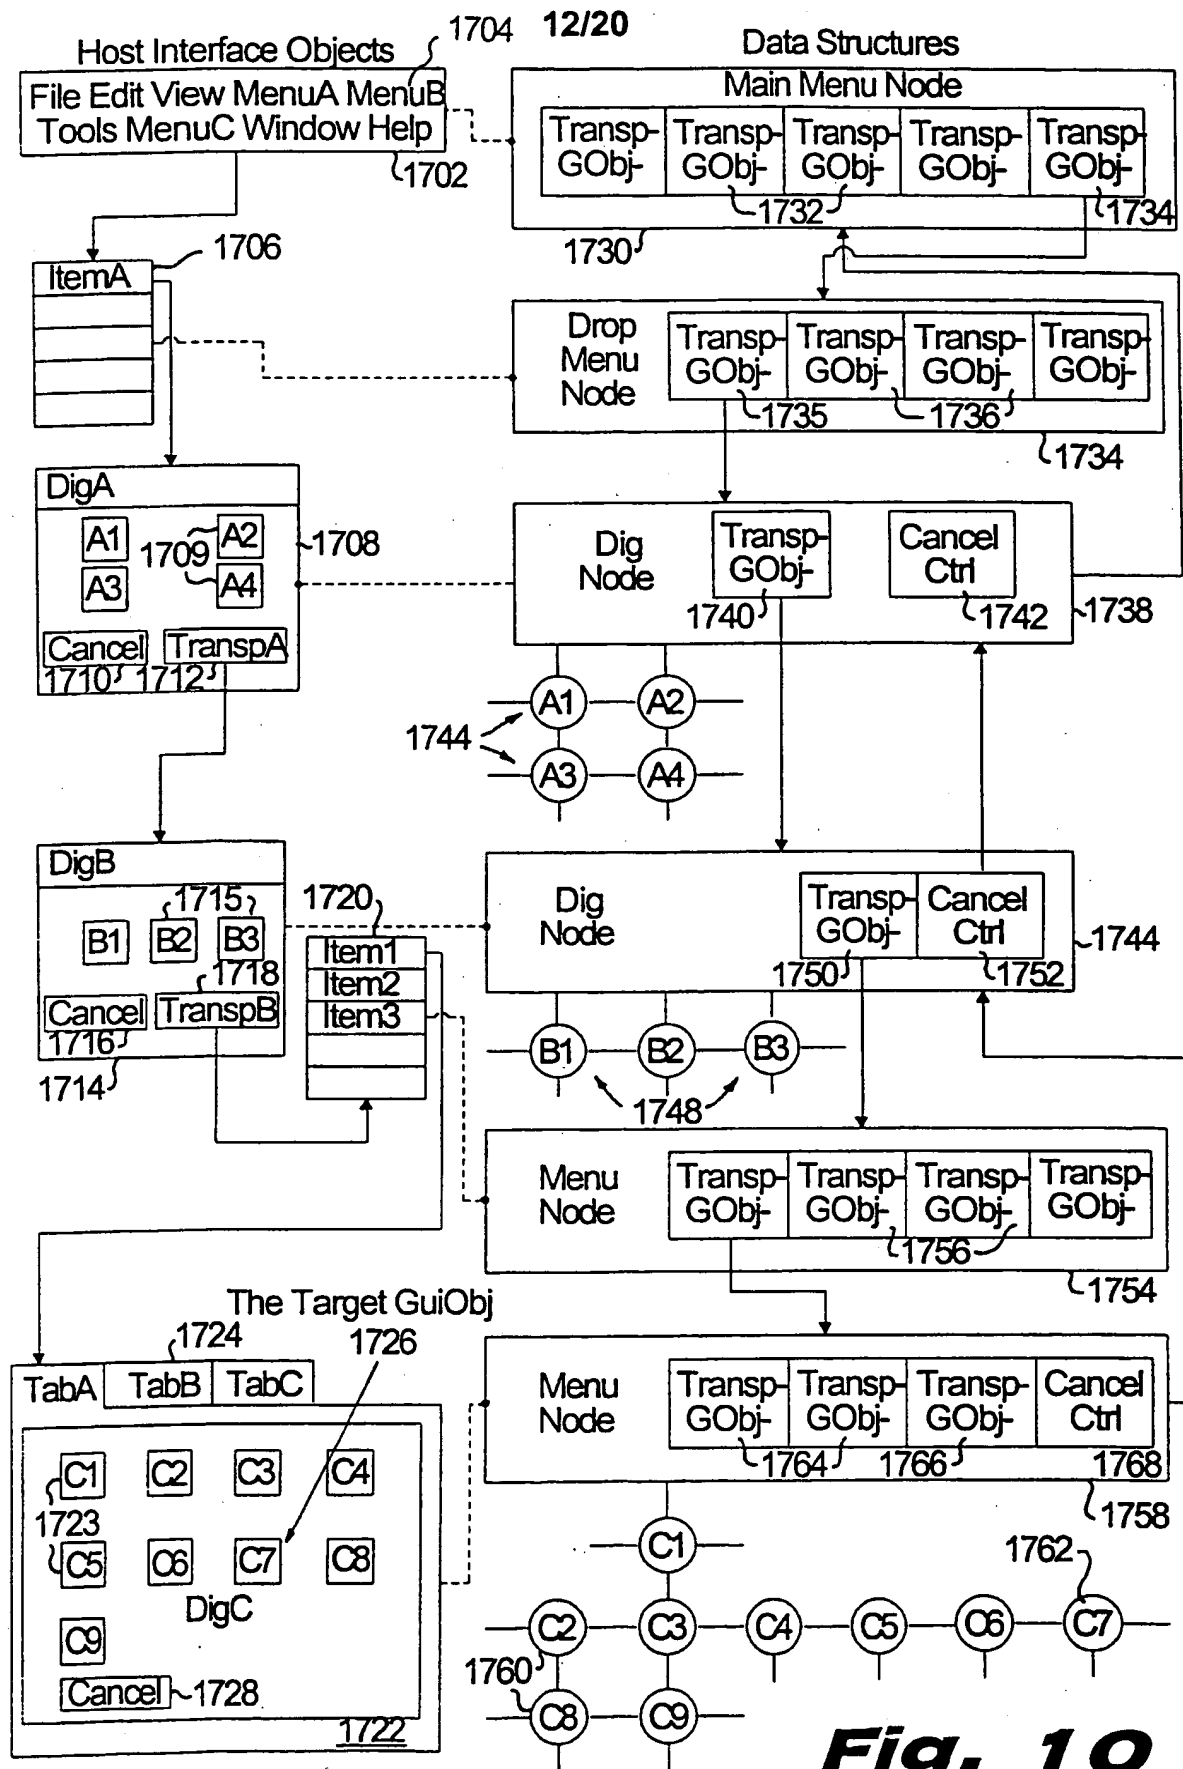 12/20
Host Interface Objects
1704
Data Structures
File Edit View MenuA MenuB
Tools MenuC Window Help
1702
Main Menu Node
Transp- Transp- Transp- Transp- Transp-
GObj- GObj- GObj- GObj- GObj-
1732
1734
1730
1706
ItemA
Drop
Menu
Node
Transp- Transp- Transp- Transp-
GObj- GObj- GObj- GObj-
1735
1736
1734
DigA
A1 A2
1709
A3 A4
1708
Cancel TranspA
1710 1712
Dig
Node
Transp-
GObj-
1740
Cancel
Ctrl
1742
1738
A1 A2
1744
A3 A4
DigB
1715
B1 B2 B3
1718
Cancel TranspB
1716
1714
1720
Item1
Item2
Item3
Dig
Node
Transp-
GObj-
1750
Cancel
Ctrl
1752
1744
B1 B2 B3
1748
Menu
Node
Transp- Transp- Transp- Transp-
GObj- GObj- GObj- GObj-
1756
1754
The Target GuiObj
1724
1726
TabA TabB TabC
C1 C2 C3 C4
1723
C5 C6 C7 C8
DigC
C9
Cancel
1728
1722
Menu
Node
Transp- Transp- Transp- Cancel
GObj- GObj- GObj- Ctrl
1764 1766 1768
1758
C1
1762
C2 C3 C4 C5 C6 C7
1760
C8 C9
Fig. 10